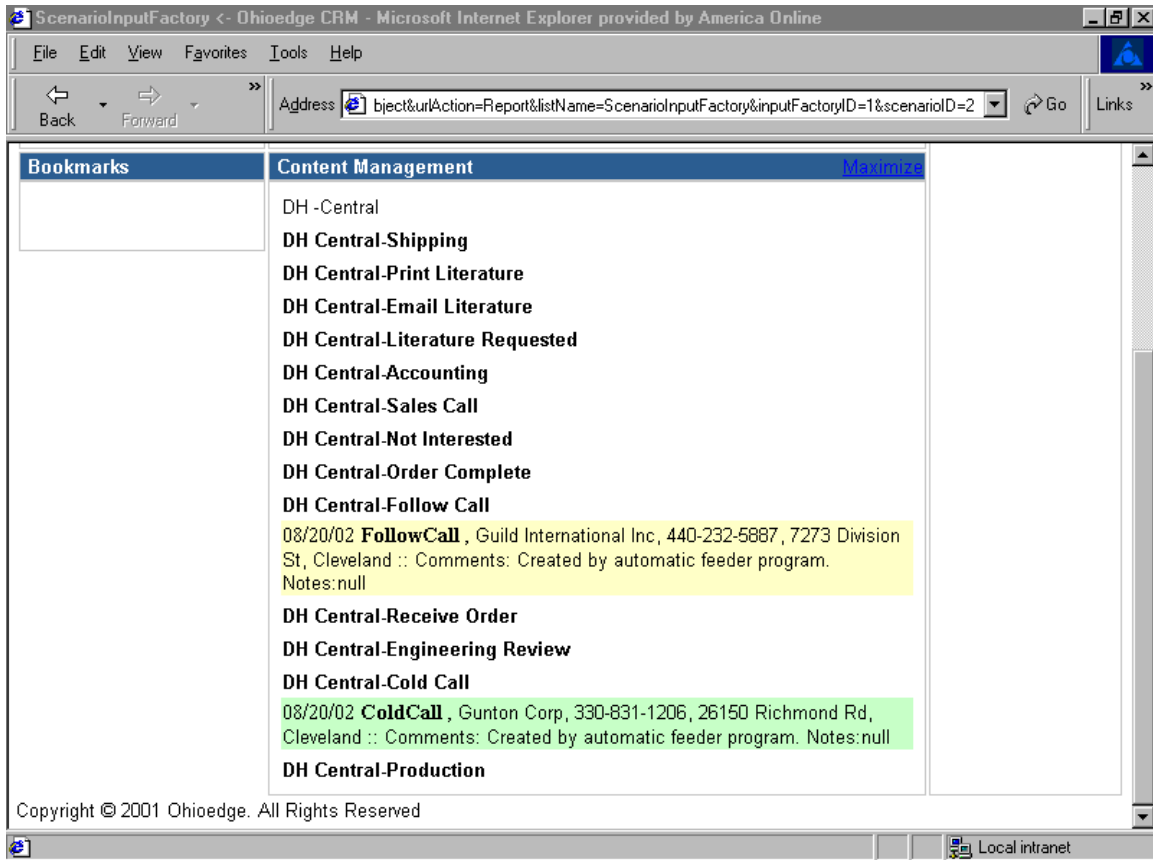 ScenarioInputFactory <- Ohioedge CRM - Microsoft Internet Explorer provided by America Online
File Edit View Favorites Tools Help
Back Forward » Address bject&urlAction=Report&listName=ScenarioInputFactory&inputFactoryID=1&scenarioID=2 Go Links »
Bookmarks
Content Management Maximize
DH -Central
DH Central-Shipping
DH Central-Print Literature
DH Central-Email Literature
DH Central-Literature Requested
DH Central-Accounting
DH Central-Sales Call
DH Central-Not Interested
DH Central-Order Complete
DH Central-Follow Call
08/20/02 FollowCall , Guild International Inc, 440-232-5887, 7273 Division
St, Cleveland :: Comments: Created by automatic feeder program.
Notes:null
DH Central-Receive Order
DH Central-Engineering Review
DH Central-Cold Call
08/20/02 ColdCall , Gunton Corp, 330-831-1206, 26150 Richmond Rd,
Cleveland :: Comments: Created by automatic feeder program. Notes:null
DH Central-Production
Copyright © 2001 Ohioedge. All Rights Reserved
Local intranet